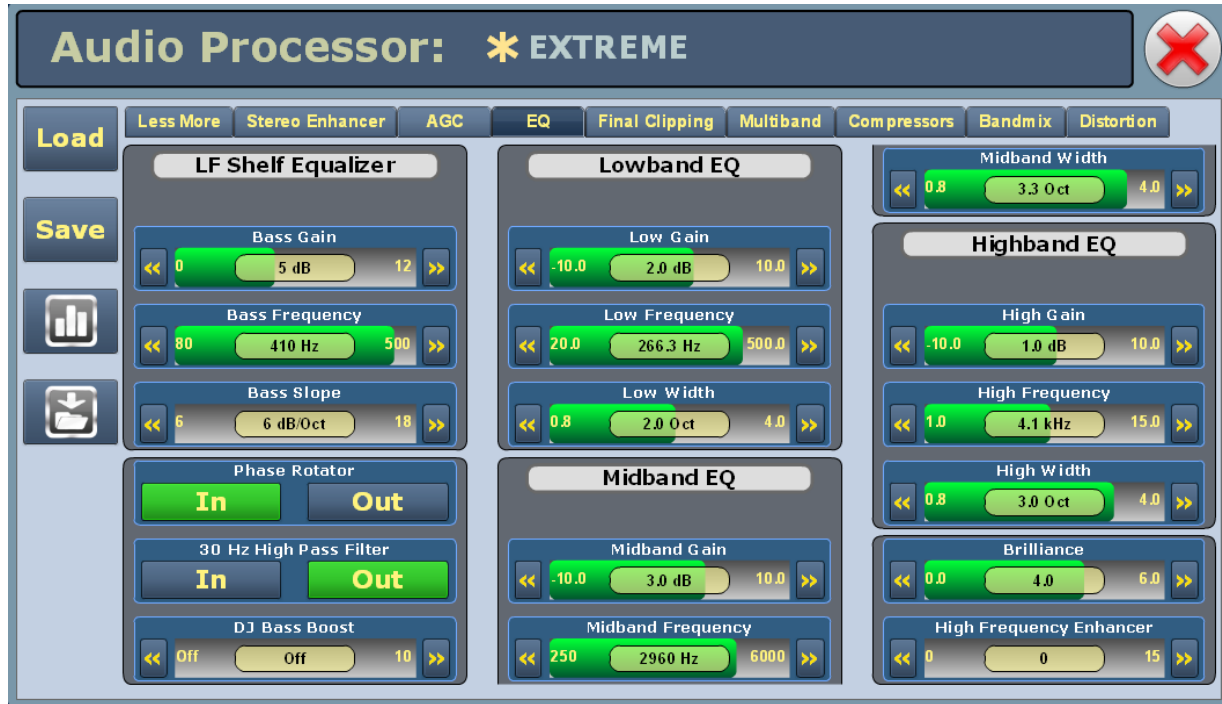 Audio Processor: * EXTREME
Load
Save
Less More Stereo Enhancer AGC EQ Final Clipping Multiband Compressors Bandmix Distortion
LF Shelf Equalizer
Bass Gain
<< 0 5 dB 12 >>
Bass Frequency
<< 80 410 Hz 500 >>
Bass Slope
<< 6 6 dB/Oct 18 >>
Phase Rotator
In Out
30 Hz High Pass Filter
In Out
DJ Bass Boost
<< Off Off 10 >>
Lowband EQ
Low Gain
<< -10.0 2.0 dB 10.0 >>
Low Frequency
<< 20.0 266.3 Hz 500.0 >>
Low Width
<< 0.8 2.0 Oct 4.0 >>
Midband EQ
Midband Gain
<< -10.0 3.0 dB 10.0 >>
Midband Frequency
<< 250 2960 Hz 6000 >>
Midband Width
<< 0.8 3.3 Oct 4.0 >>
Highband EQ
High Gain
<< -10.0 1.0 dB 10.0 >>
High Frequency
<< 1.0 4.1 kHz 15.0 >>
High Width
<< 0.8 3.0 Oct 4.0 >>
Brilliance
<< 0.0 4.0 6.0 >>
High Frequency Enhancer
<< 0 0 15 >>